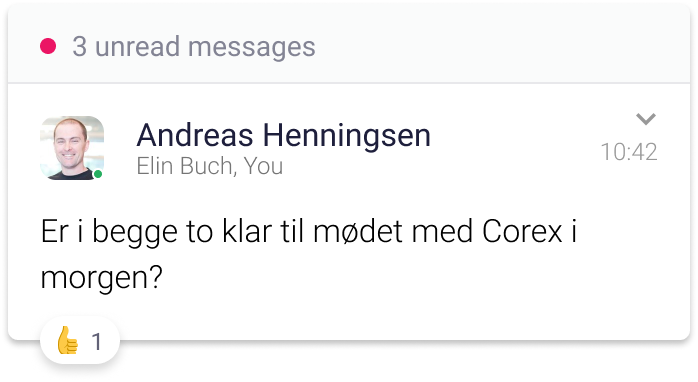 3 unread messages
Andreas Henningsen
Elin Buch, You
10:42
Er i begge to klar til mødet med Corex i
morgen?
👍 1